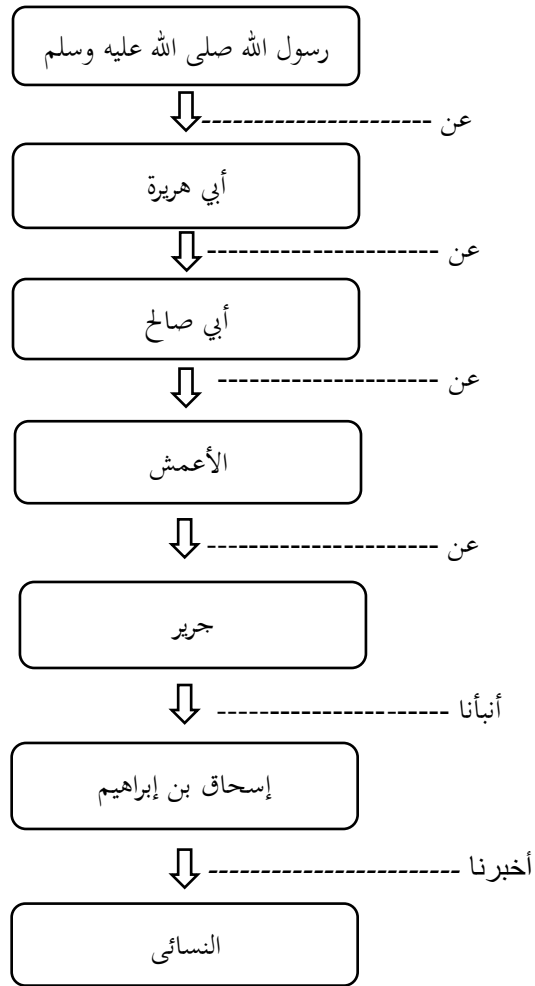 رسول الله صلى الله عليه وسلم
عن ----------------------
أبي هريرة
عن ----------------------
أبي صالح
عن ---------------------
الأعمش
عن ----------------------
جرير
أنبأنا ----------------------
إسحاق بن إبراهيم
أخبرنا ------------------------
النسائى